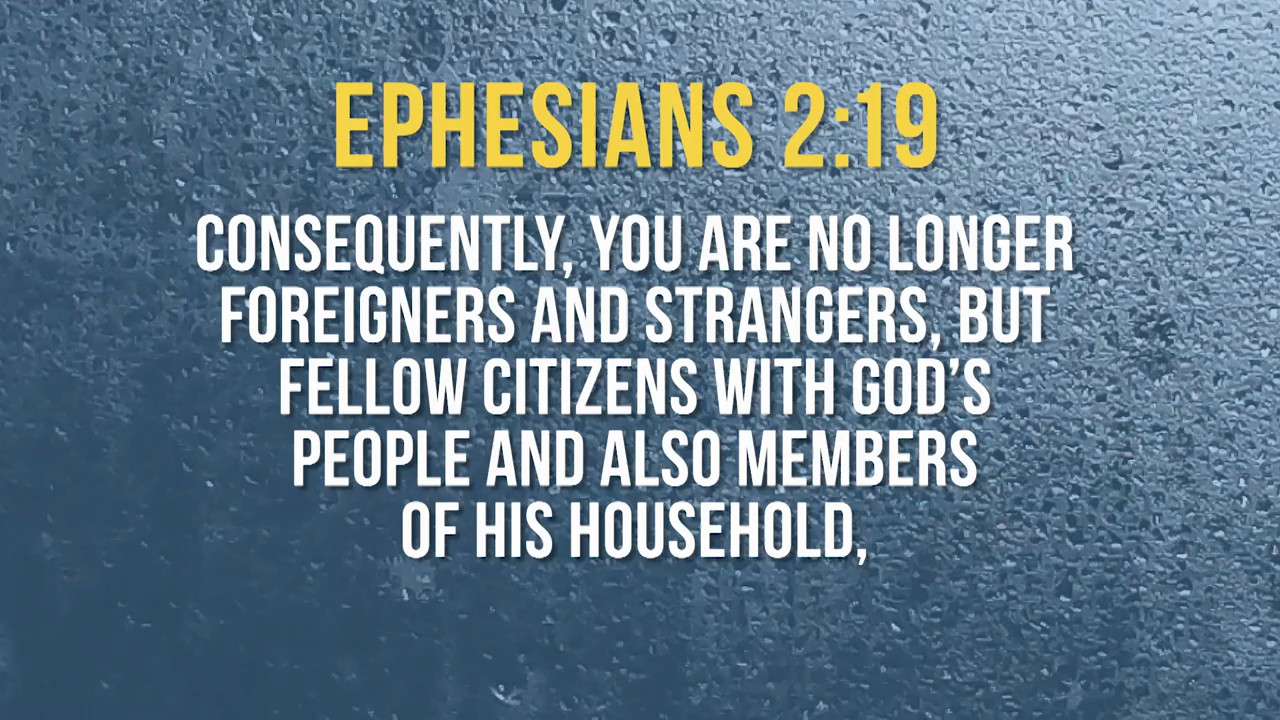 EPHESIANS 2:19
CONSEQUENTLY, YOU ARE NO LONGER
FOREIGNERS AND STRANGERS, BUT
FELLOW CITIZENS WITH GOD’S
PEOPLE AND ALSO MEMBERS
OF HIS HOUSEHOLD,